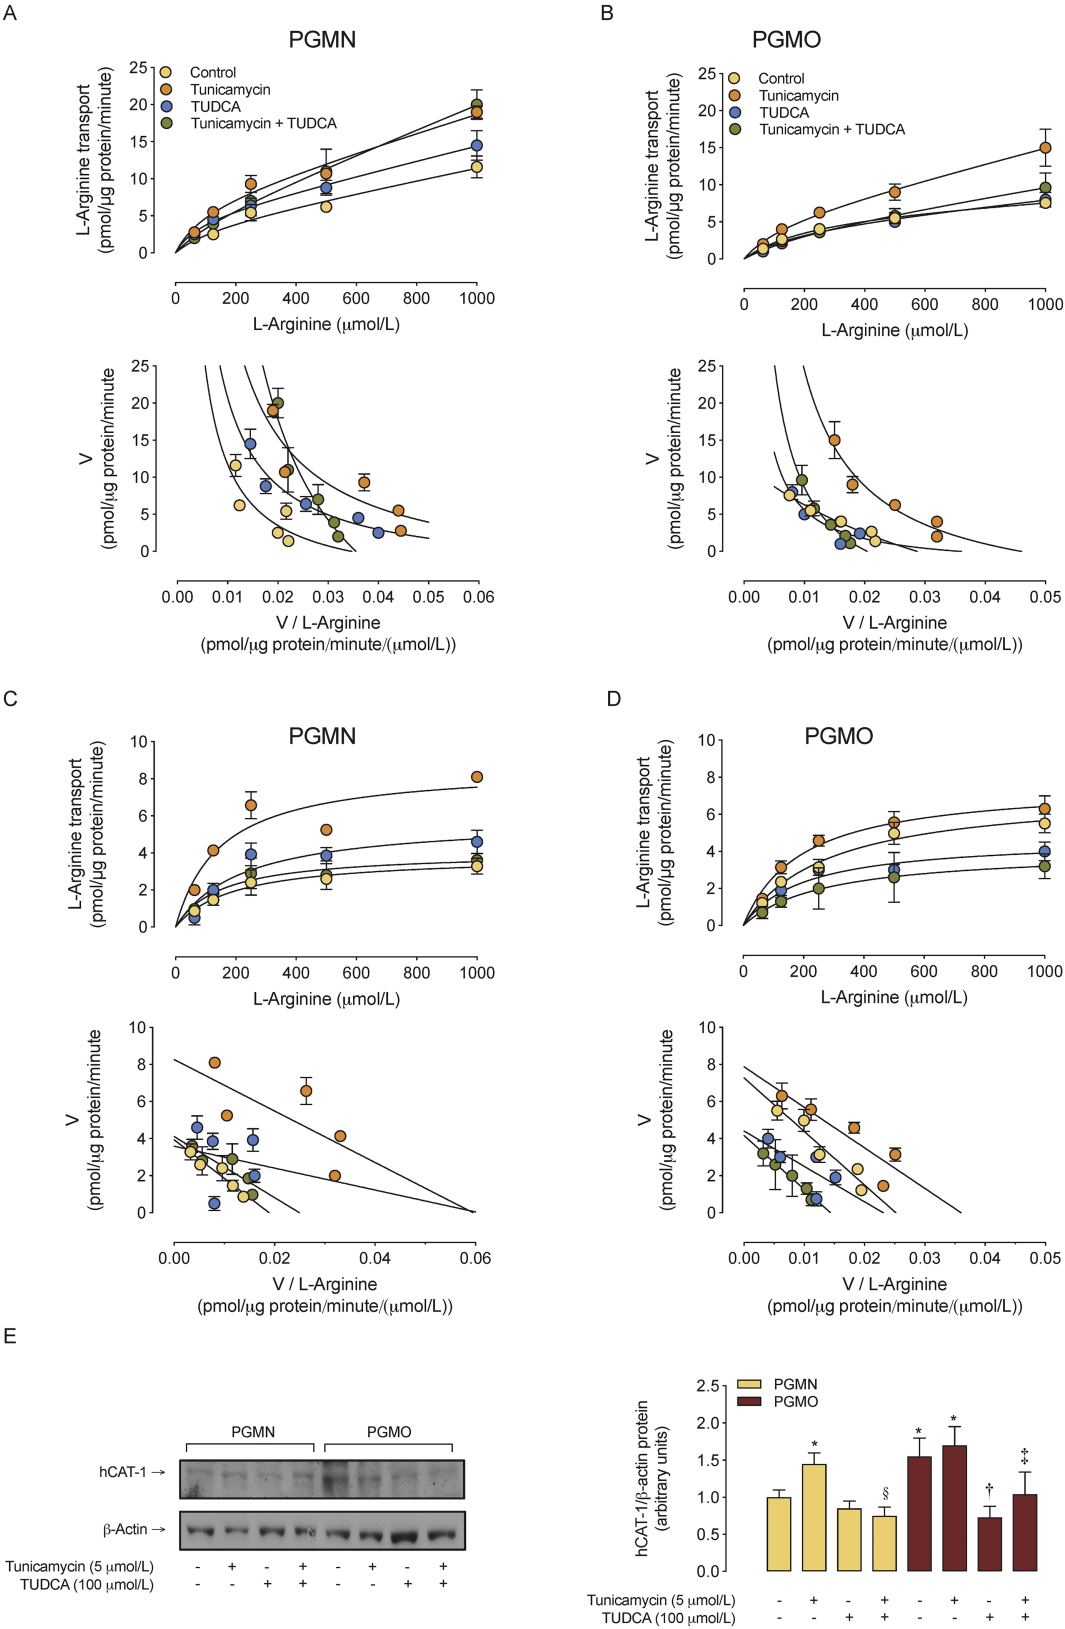 A
PGMN
L-Arginine transport
(pmol/μg protein/minute)
25
20
15
10
5
0
Control
Tunicamycin
TUDCA
Tunicamycin + TUDCA
0 200 400 600 800 1000
L-Arginine (μmol/L)
V
(pmol/μg protein/minute
25
20
15
10
5
0
0.00 0.01 0.02 0.03 0.04 0.05 0.06
V / L-Arginine
(pmol/μg protein/minute/(μmol/L))
B
PGMO
L-Arginine transport
(pmol/μg protein/minute)
25
20
15
10
5
0
Control
Tunicamycin
TUDCA
Tunicamycin + TUDCA
0 200 400 600 800 1000
L-Arginine (μmol/L)
V
(pmol/μg protein/minute
25
20
15
10
5
0
0.00 0.01 0.02 0.03 0.04 0.05
V / L-Arginine
(pmol/μg protein/minute/(μmol/L))
C
PGMN
L-Arginine transport
(pmol/μg protein/minute)
10
8
6
4
2
0
0 200 400 600 800 1000
L-Arginine (μmol/L)
V
(pmol/μg protein/minute
10
8
6
4
2
0
0.00 0.02 0.04 0.06
V / L-Arginine
(pmol/μg protein/minute/(μmol/L))
D
PGMO
L-Arginine transport
(pmol/μg protein/minute)
10
8
6
4
2
0
0 200 400 600 800 1000
L-Arginine (μmol/L)
V
(pmol/μg protein/minute
10
8
6
4
2
0
0.00 0.01 0.02 0.03 0.04 0.05
V / L-Arginine
(pmol/μg protein/minute/(μmol/L))
E
PGMN PGMO
hCAT-1 →
β-Actin →
Tunicamycin (5 μmol/L) - + - + - + - +
TUDCA (100 μmol/L) - - + + - - + +
hCAT-1/β-actin protein
(arbitrary units)
2.5
2.0
1.5
1.0
0.5
0.0
PGMN
PGMO
* § * * † ‡
Tunicamycin (5 μmol/L) - + - + - + - +
TUDCA (100 μmol/L) - - + + - - + +